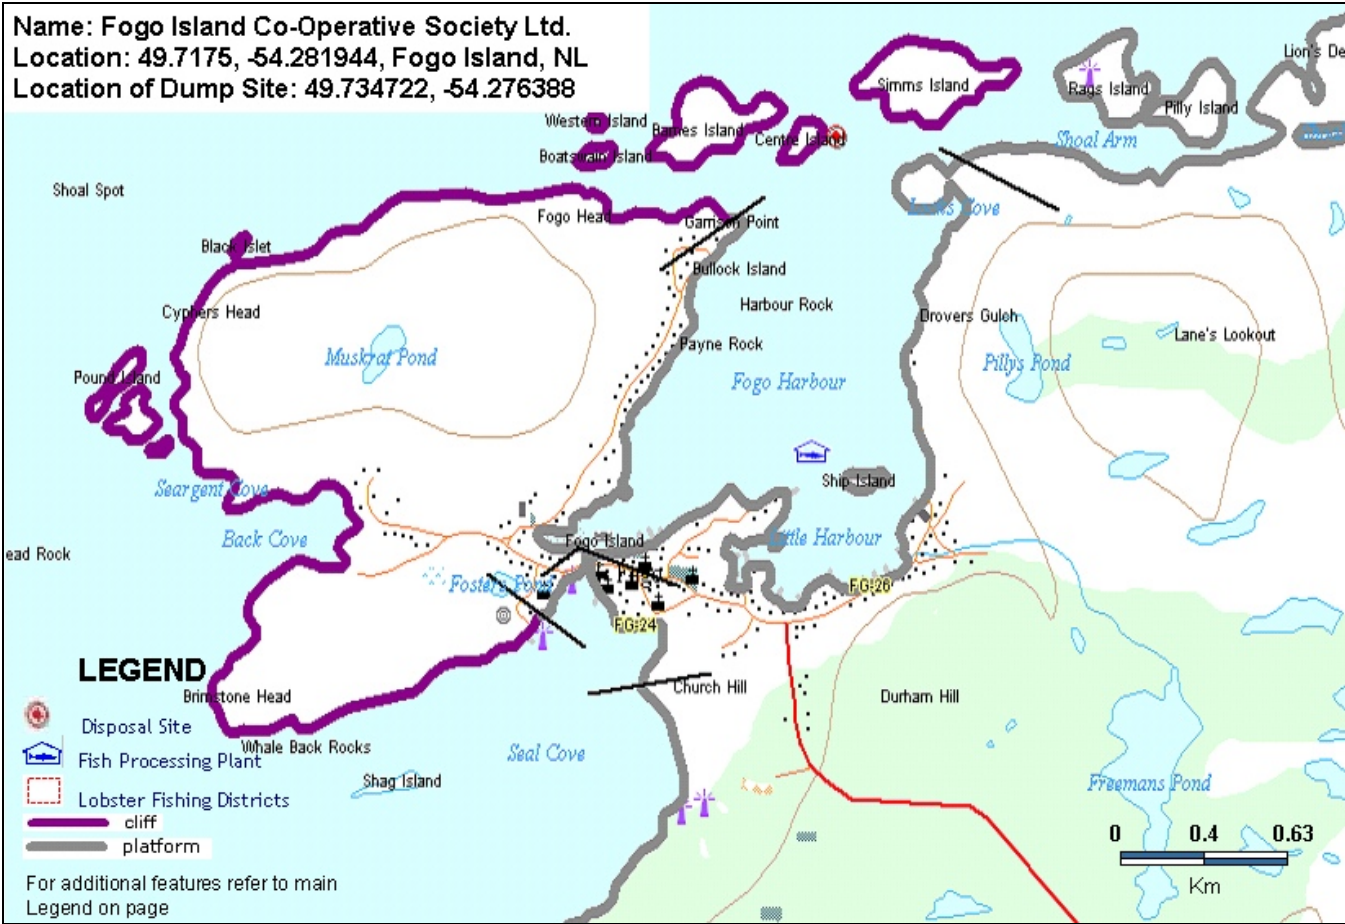 Name: Fogo Island Co-Operative Society Ltd.
Location: 49.7175, -54.281944, Fogo Island, NL
Location of Dump Site: 49.734722, -54.276388
Lion's De
Simms Island
Rags Island
Pilly Island
Western Island
Barnes Island
Centre Island
Shoal Arm
Boatswain Island
Shoal Spot
Fogo Head
Garrison Point
Cove
Black Islet
Bullock Island
Harbour Rock
Cyphers Head
Drovers Gulch
Lane's Lookout
Payne Rock
Muskrat Pond
Pillys Pond
Pound Island
Fogo Harbour
Ship Island
Seargent Cove
Back Cove
Fogo Island
Little Harbour
ead Rock
Fosters Pond
FG-26
FG-24
LEGEND
Brimstone Head
Church Hill
Durham Hill
Disposal Site
Whale Back Rocks
Seal Cove
Fish Processing Plant
Shag Island
Freemans Pond
Lobster Fishing Districts
cliff
platform
0 0.4 0.63
Km
For additional features refer to main
Legend on page